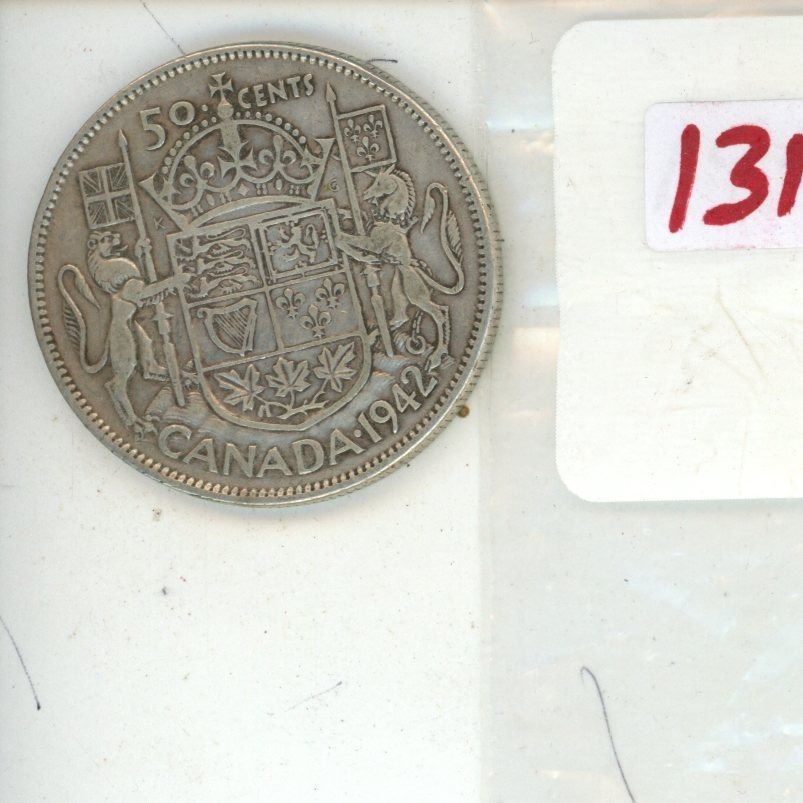 50 CENTS
K G
CANADA · 1942
131